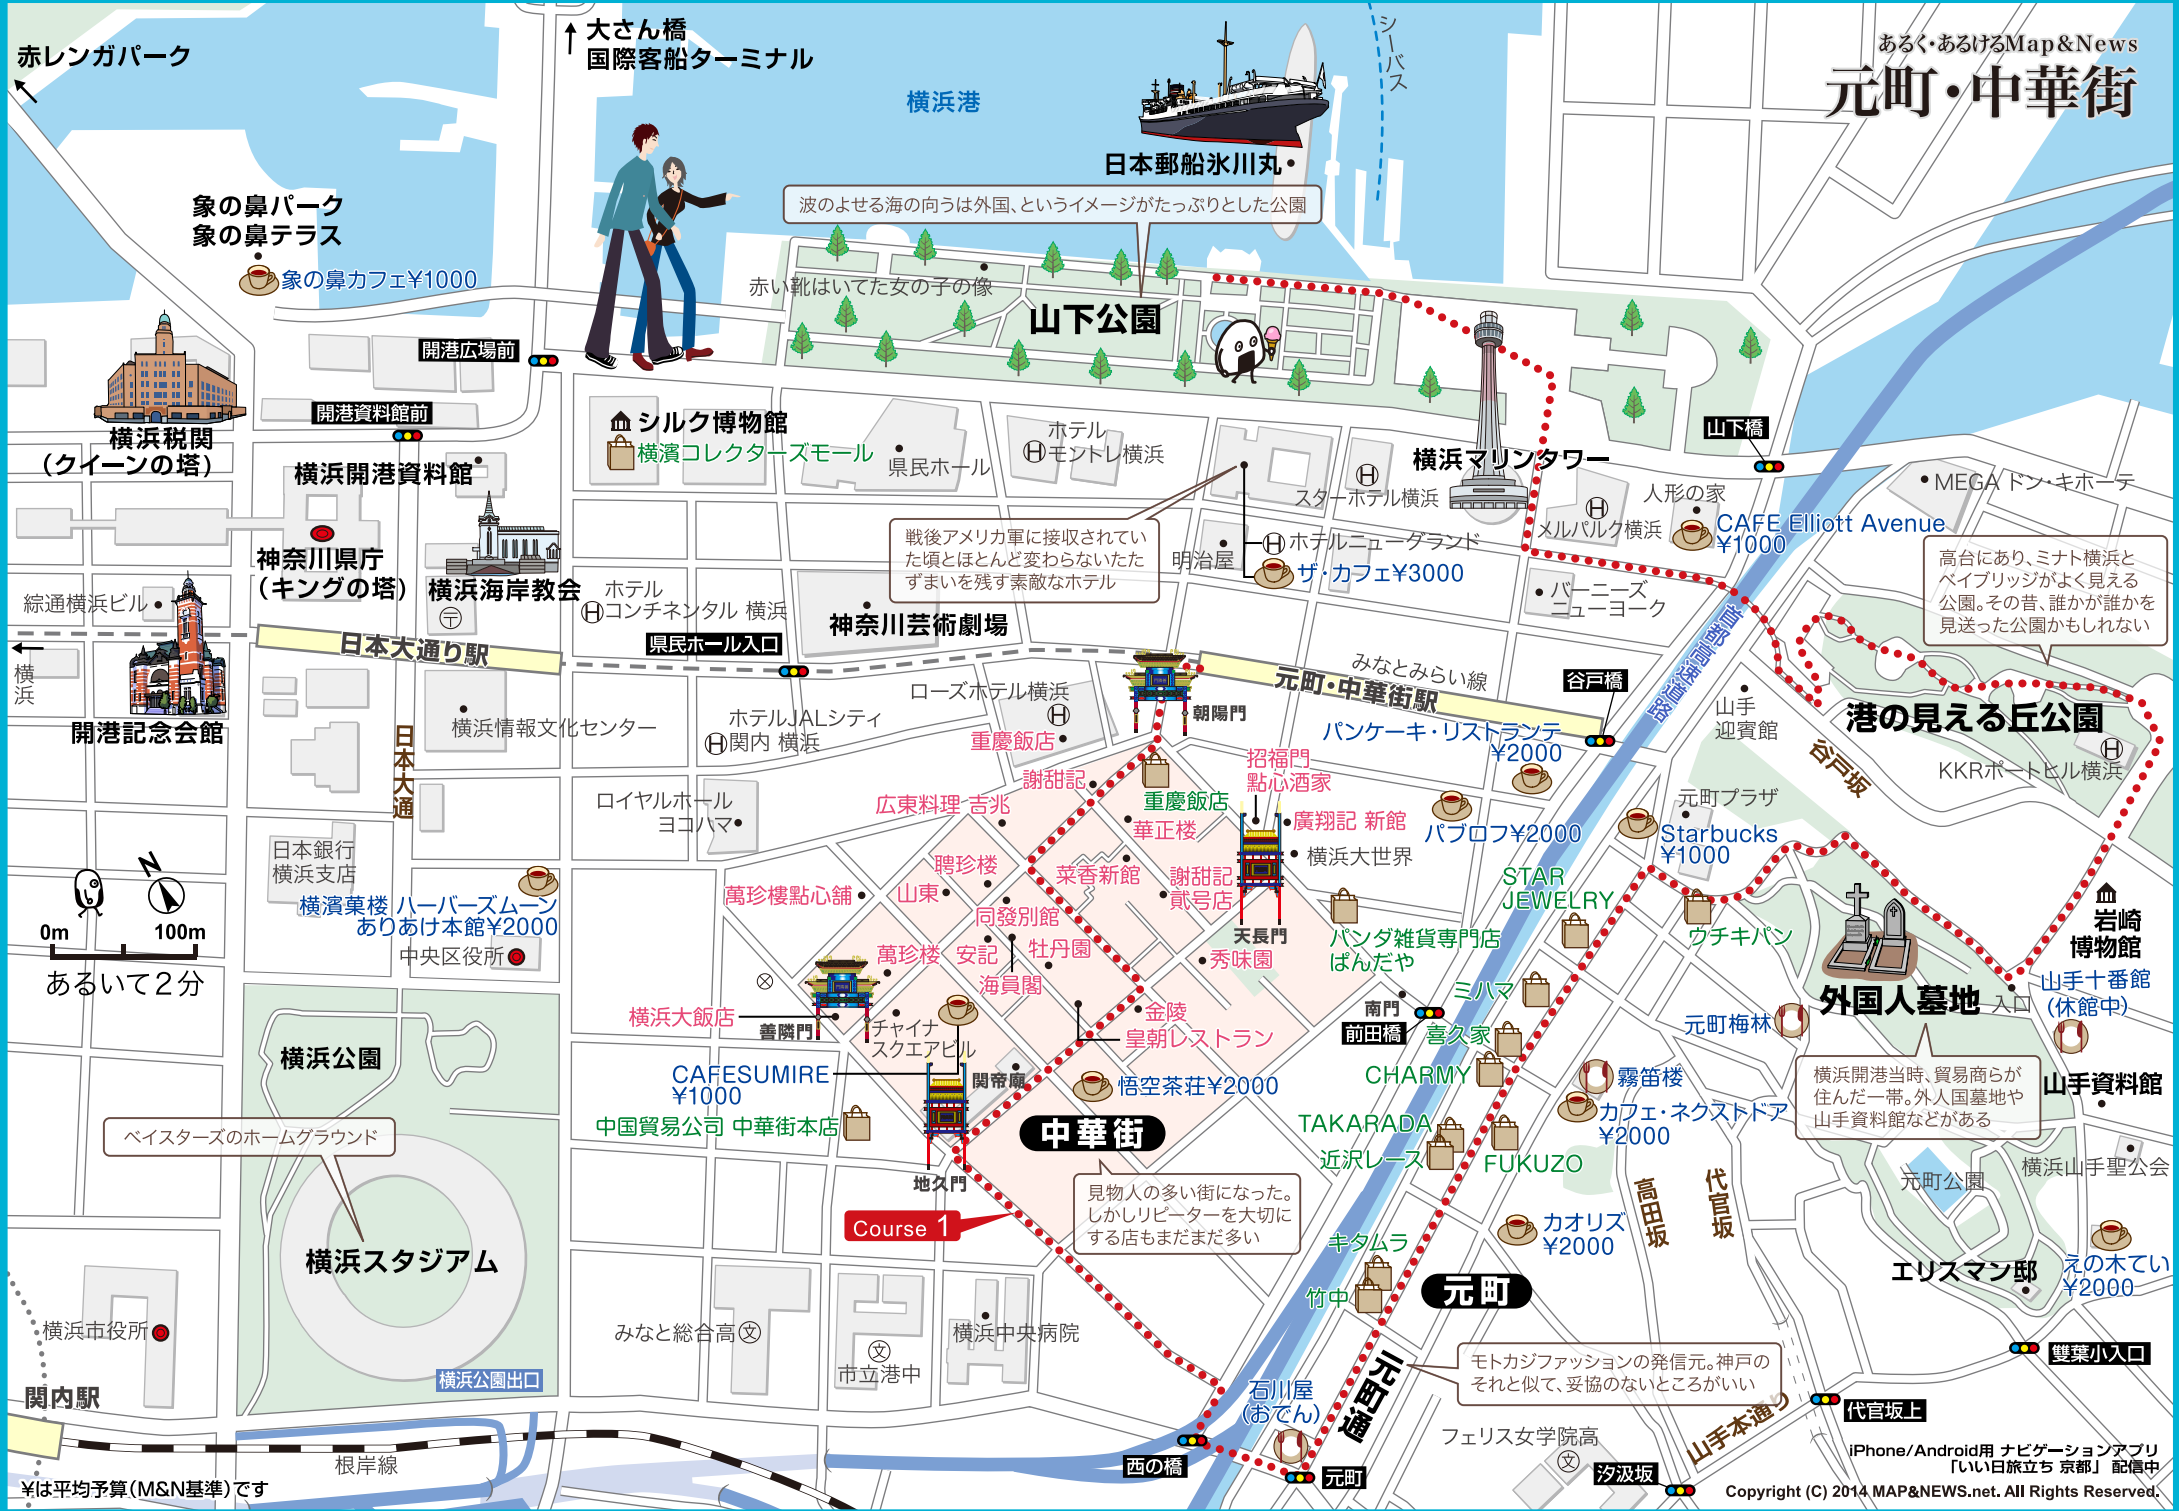 赤レンガパーク
大さん橋
国際客船ターミナル
横浜港
シーバス
あるく・あるけるMap&News
元町・中華街
日本郵船氷川丸
象の鼻パーク
象の鼻テラス
象の鼻カフェ¥1000
波のよせる海の向うは外国、というイメージがたっぷりとした公園
赤い靴はいてた女の子の像
山下公園
開港広場前
開港資料館前
横浜税関
(クイーンの塔)
横浜開港資料館
シルク博物館
横濱コレクターズモール
県民ホール
ホテル
モントレ横浜
スターホテル横浜
横浜マリンタワー
メルパルク横浜
人形の家
CAFE Elliott Avenue
¥1000
山下橋
MEGA ドン・キホーテ
神奈川県庁
(キングの塔)
横浜海岸教会
戦後アメリカ軍に接収されてい
た頃とほとんど変わらないたた
ずまいを残す素敵なホテル
明治屋
ホテルニューグランド
ザ・カフェ¥3000
バーニーズ
ニューヨーク
高台にあり、ミナト横浜と
ベイブリッジがよく見える
公園。その昔、誰かが誰かを
見送った公園かもしれない
綜通横浜ビル
ホテル
コンチネンタル 横浜
神奈川芸術劇場
県民ホール入口
日本大通り駅
横浜
開港記念会館
横浜情報文化センター
日本大通
ローズホテル横浜
ホテルJALシティ
関内 横浜
重慶飯店
朝陽門
元町・中華街駅
みなとみらい線
谷戸橋
首都高速道路
山手
迎賓館
港の見える丘公園
谷戸坂
KKRポートヒル横浜
パンケーキ・リストランテ
¥2000
招福門
點心酒家
謝甜記
重慶飯店
広東料理 吉兆
ロイヤルホール
ヨコハマ
華正楼
廣翔記 新館
横浜大世界
パブロフ¥2000
元町プラザ
Starbucks
¥1000
日本銀行
横浜支店
N
0m
100m
あるいて2分
横濱菓楼 ハーバーズムーン
ありあけ本館¥2000
中央区役所
萬珍樓點心舗
山東
聘珍楼
同發別館
菜香新館
謝甜記
貮号店
天長門
STAR
JEWELRY
パンダ雑貨専門店
ぱんだや
ウチキパン
岩崎
博物館
萬珍楼
安記
牡丹園
海員閣
秀味園
横浜大飯店
善隣門
チャイナ
スクエアビル
金陵
皇朝レストラン
南門
前田橋
ミハマ
喜久家
CHARMY
元町梅林
外国人墓地
入口
山手十番館
(休館中)
横浜公園
CAFESUMIRE
¥1000
関帝廟
悟空茶荘¥2000
中国貿易公司 中華街本店
中華街
霧笛楼
カフェ・ネクストドア
¥2000
横浜開港当時、貿易商らが
住んだ一帯。外人国墓地や
山手資料館などがある
山手資料館
ベイスターズのホームグラウンド
TAKARADA
近沢レース
FUKUZO
地久門
Course 1
見物人の多い街になった。
しかしリピーターを大切に
する店もまだまだ多い
高田坂
代官坂
元町公園
横浜山手聖公会
横浜スタジアム
キタムラ
竹中
カオリズ
¥2000
元町
エリスマン邸
えの木てい
¥2000
横浜市役所
みなと総合高
市立港中
横浜中央病院
横浜公園出口
関内駅
根岸線
¥は平均予算(M&N基準)です
石川屋
(おでん)
元町通
モトカジファッションの発信元。神戸の
それと似て、妥協のないところがいい
雙葉小入口
代官坂上
山手本通り
フェリス女学院高
汐汲坂
西の橋
元町
iPhone/Android用 ナビゲーションアプリ
「いい日旅立ち 京都」 配信中
Copyright (C) 2014 MAP&NEWS.net. All Rights Reserved.